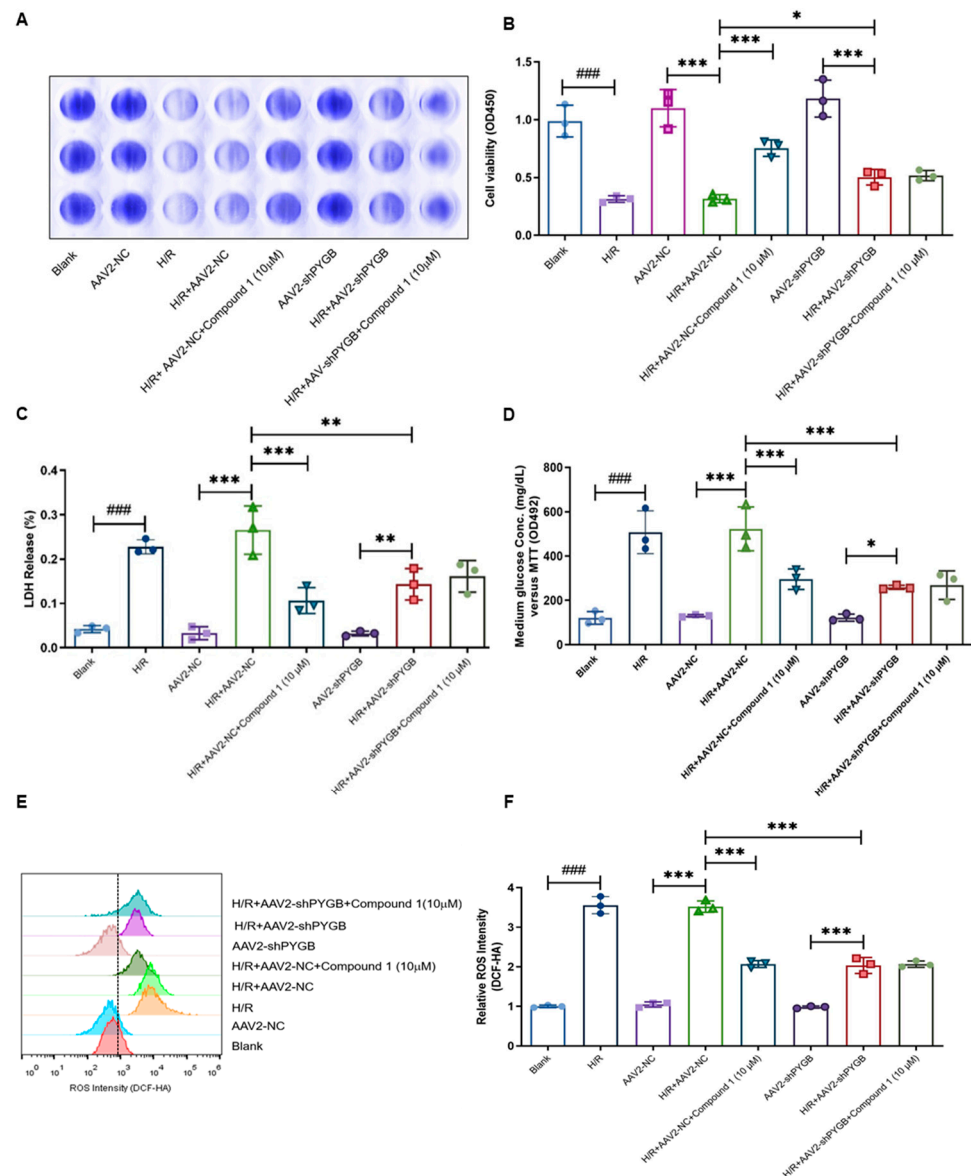 A
Blank
AAV2-NC
H/R
H/R+AAV2-NC
H/R+ AAV2-NC+Compound 1 (10μM)
AAV2-shPYGB
H/R+AAV2-shPYGB
H/R+AAV-shPYGB+Compound 1 (10μM)
B
*
***
***
***
###
1.5
1.0
0.5
0.0
Cell viability (OD450)
Blank
H/R
AAV2-NC
H/R+AAV2-NC
H/R+AAV2-NC+Compound 1 (10 μM)
AAV2-shPYGB
H/R+AAV2-shPYGB
H/R+AAV2-shPYGB+Compound 1 (10 μM)
C
**
***
***
**
###
0.4
0.3
0.2
0.1
0.0
LDH Release (%)
Blank
H/R
AAV2-NC
H/R+AAV2-NC
H/R+AAV2-NC+Compound 1 (10 μM)
AAV2-shPYGB
H/R+AAV2-shPYGB
H/R+AAV2-shPYGB+Compound 1 (10 μM)
D
***
***
***
*
###
800
600
400
200
0
Medium glucose Conc. (mg/dL)
versus MTT (OD492)
Blank
H/R
AAV2-NC
H/R+AAV2-NC
H/R+AAV2-NC+Compound 1 (10 μM)
AAV2-shPYGB
H/R+AAV2-shPYGB
H/R+AAV2-shPYGB+Compound 1 (10 μM)
E
H/R+AAV2-shPYGB+Compound 1(10μM)
H/R+AAV2-shPYGB
AAV2-shPYGB
H/R+AAV2-NC+Compound 1 (10μM)
H/R+AAV2-NC
H/R
AAV2-NC
Blank
10⁰ 10¹ 10² 10³ 10⁴ 10⁵ 10⁶
ROS Intensity (DCF-HA)
F
***
***
***
***
###
4
3
2
1
0
Relative ROS Intensity
(DCF-HA)
Blank
H/R
AAV2-NC
H/R+AAV2-NC
H/R+AAV2-NC+Compound 1 (10 μM)
AAV2-shPYGB
H/R+AAV2-shPYGB
H/R+AAV2-shPYGB+Compound 1 (10 μM)